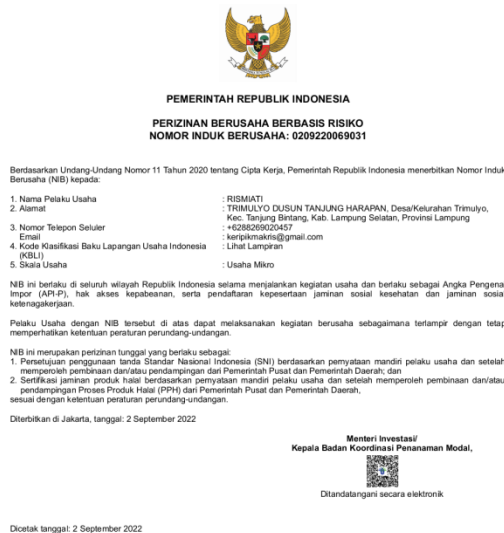 PEMERINTAH REPUBLIK INDONESIA
PERIZINAN BERUSAHA BERBASIS RISIKO
NOMOR INDUK BERUSAHA: 0209220069031
Berdasarkan Undang-Undang Nomor 11 Tahun 2020 tentang Cipta Kerja, Pemerintah Republik Indonesia menerbitkan Nomor Induk
Berusaha (NIB) kepada:
1. Nama Pelaku Usaha : RISMIATI
2. Alamat : TRIMULYO DUSUN TANJUNG HARAPAN, Desa/Kelurahan Trimulyo,
Kec. Tanjung Bintang, Kab. Lampung Selatan, Provinsi Lampung
3. Nomor Telepon Seluler : +6288269020457
Email : keripikmakris@gmail.com
4. Kode Klasifikasi Baku Lapangan Usaha Indonesia : Lihat Lampiran
(KBLI)
5. Skala Usaha : Usaha Mikro
NIB ini berlaku di seluruh wilayah Republik Indonesia selama menjalankan kegiatan usaha dan berlaku sebagai Angka Pengenal
Impor (API-P), hak akses kepabeanan, serta pendaftaran kepesertaan jaminan sosial kesehatan dan jaminan sosial
ketenagakerjaan.
Pelaku Usaha dengan NIB tersebut di atas dapat melaksanakan kegiatan berusaha sebagaimana terlampir dengan tetap
memperhatikan ketentuan peraturan perundang-undangan.
NIB ini merupakan perizinan tunggal yang berlaku sebagai:
1. Persetujuan penggunaan tanda Standar Nasional Indonesia (SNI) berdasarkan pernyataan mandiri pelaku usaha dan setelah
memperoleh pembinaan dan/atau pendampingan dari Pemerintah Pusat dan Pemerintah Daerah; dan
2. Sertifikasi jaminan produk halal berdasarkan pernyataan mandiri pelaku usaha dan setelah memperoleh pembinaan dan/atau
pendampingan Proses Produk Halal (PPH) dari Pemerintah Pusat dan Pemerintah Daerah,
sesuai dengan ketentuan peraturan perundang-undangan.
Diterbitkan di Jakarta, tanggal: 2 September 2022
Menteri Investasi/
Kepala Badan Koordinasi Penanaman Modal,
Ditandatangani secara elektronik
Dicetak tanggal: 2 September 2022